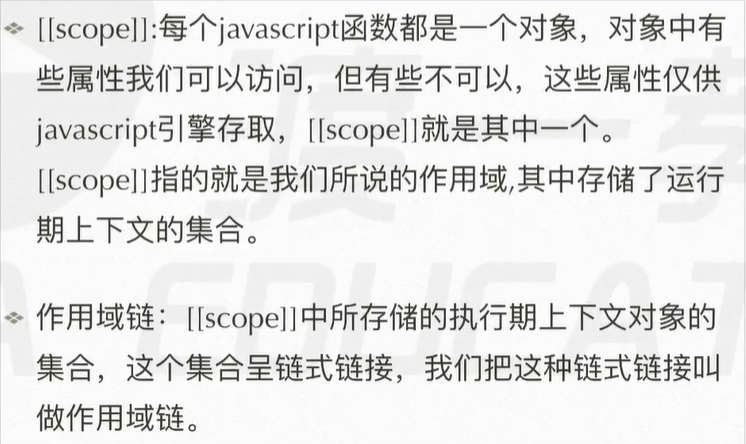 ❖ [[scope]]:每个javascript函数都是一个对象，对象中有
些属性我们可以访问，但有些不可以，这些属性仅供
javascript引擎存取，[[scope]]就是其中一个。
[[scope]]指的就是我们所说的作用域,其中存储了运行
期上下文的集合。
❖ 作用域链：[[scope]]中所存储的执行期上下文对象的
集合，这个集合呈链式链接，我们把这种链式链接叫
做作用域链。
渡一教
A EDUCAT